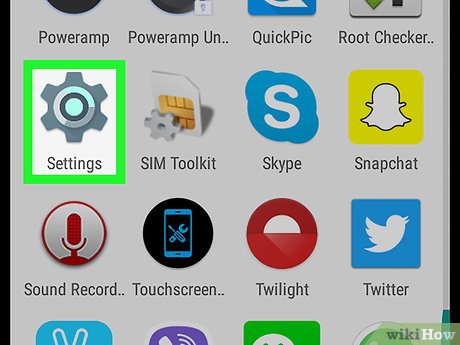 Poweramp
Poweramp Un..
QuickPic
Root Checker..
Settings
SIM Toolkit
Skype
Snapchat
Sound Record..
Touchscreen..
Twilight
Twitter
wikiHow